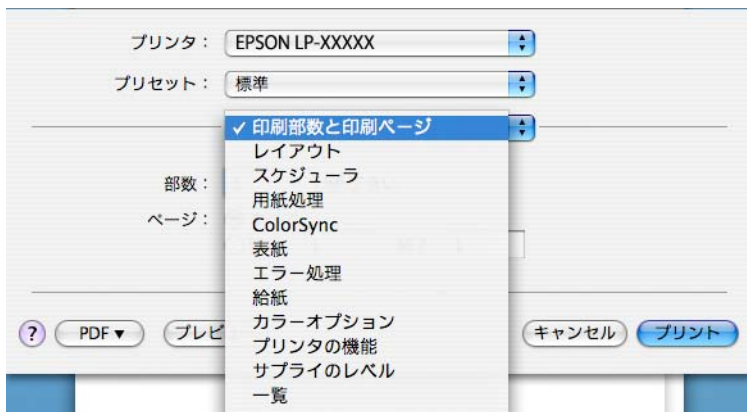 プリンタ： EPSON LP-XXXXX
プリセット： 標準
✓ 印刷部数と印刷ページ
レイアウト
部数： スケジューラ
用紙処理
ページ： ColorSync
表紙
エラー処理
給紙
? PDF▼ プレビ カラーオプション キャンセル プリント
プリンタの機能
サプライのレベル
一覧